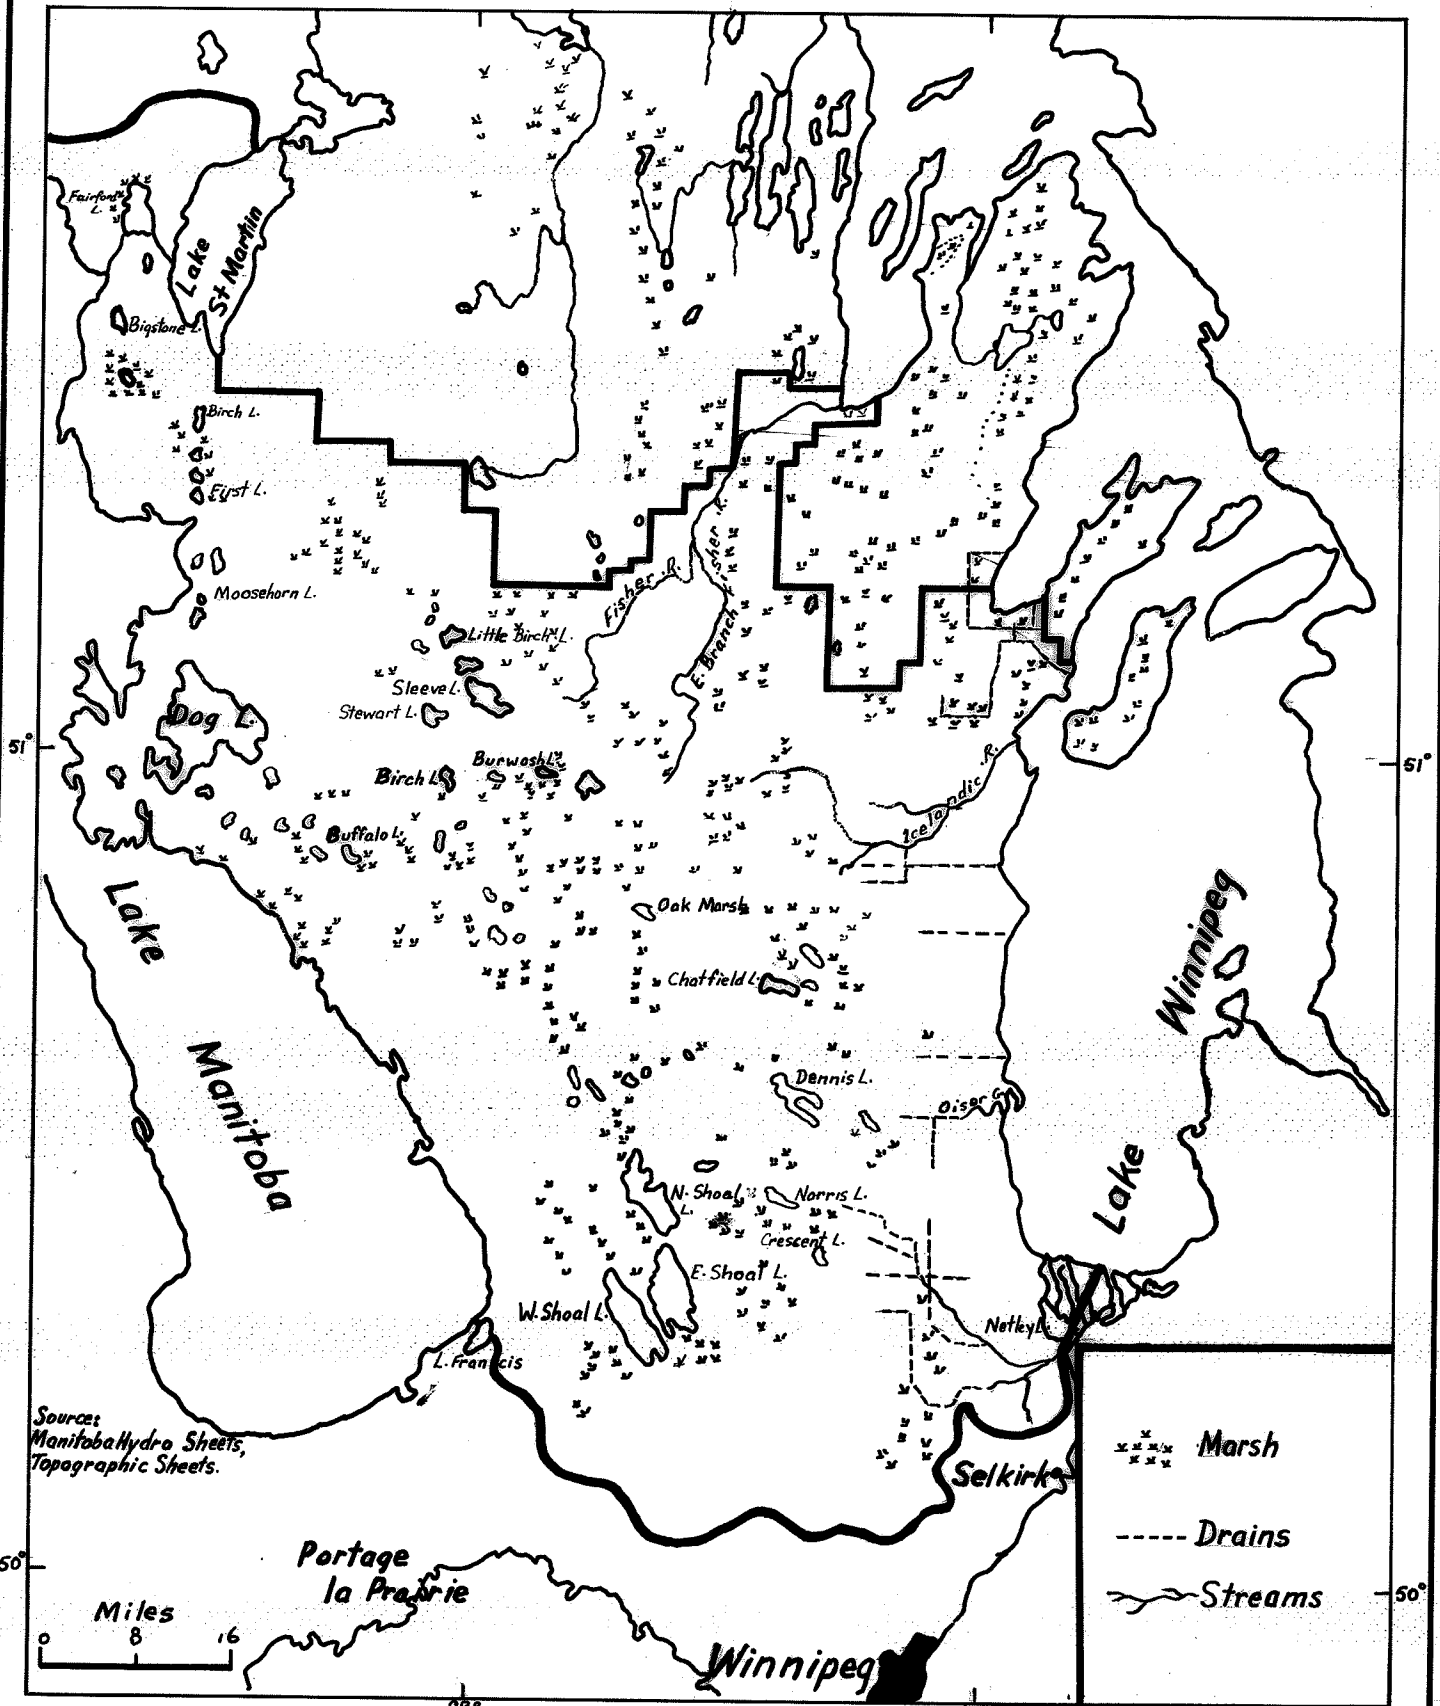 Fairford
L.
Lake
St Martin
Bigstone L.
Birch L.
First L.
Moosehorn L.
Fisher R.
E. Branch Fisher R.
Little Birch L.
Sleeve L.
Stewart L.
Dog L.
51°
51°
Burwash L.
Birch L.
Icelandic R.
Buffalo L.
Oak Marsh
Lake
Manitoba
Chatfield L.
Lake
Winnipeg
Dennis L.
N. Shoal
L.
Norris L.
Crescent L.
E. Shoal L.
W. Shoal L.
Netley L.
L. Francis
Source:
Manitoba Hydro Sheets,
Topographic Sheets.
Selkirk
Marsh
Drains
Streams
50°
50°
Portage
la Prairie
Miles
0 8 16
Winnipeg